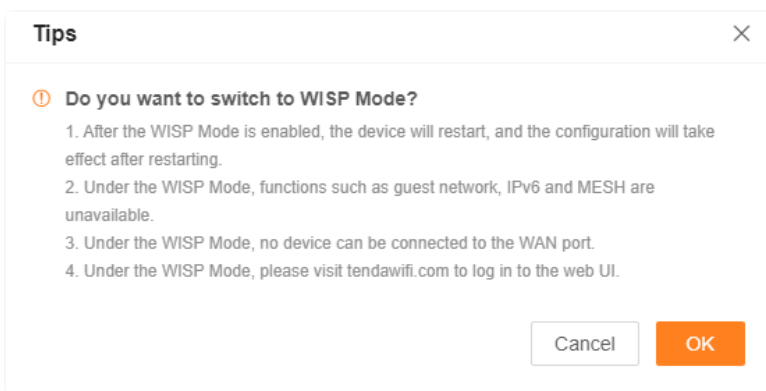 Tips
Do you want to switch to WISP Mode?
1. After the WISP Mode is enabled, the device will restart, and the configuration will take
effect after restarting.
2. Under the WISP Mode, functions such as guest network, IPv6 and MESH are
unavailable.
3. Under the WISP Mode, no device can be connected to the WAN port.
4. Under the WISP Mode, please visit tendawifi.com to log in to the web UI.
Cancel OK